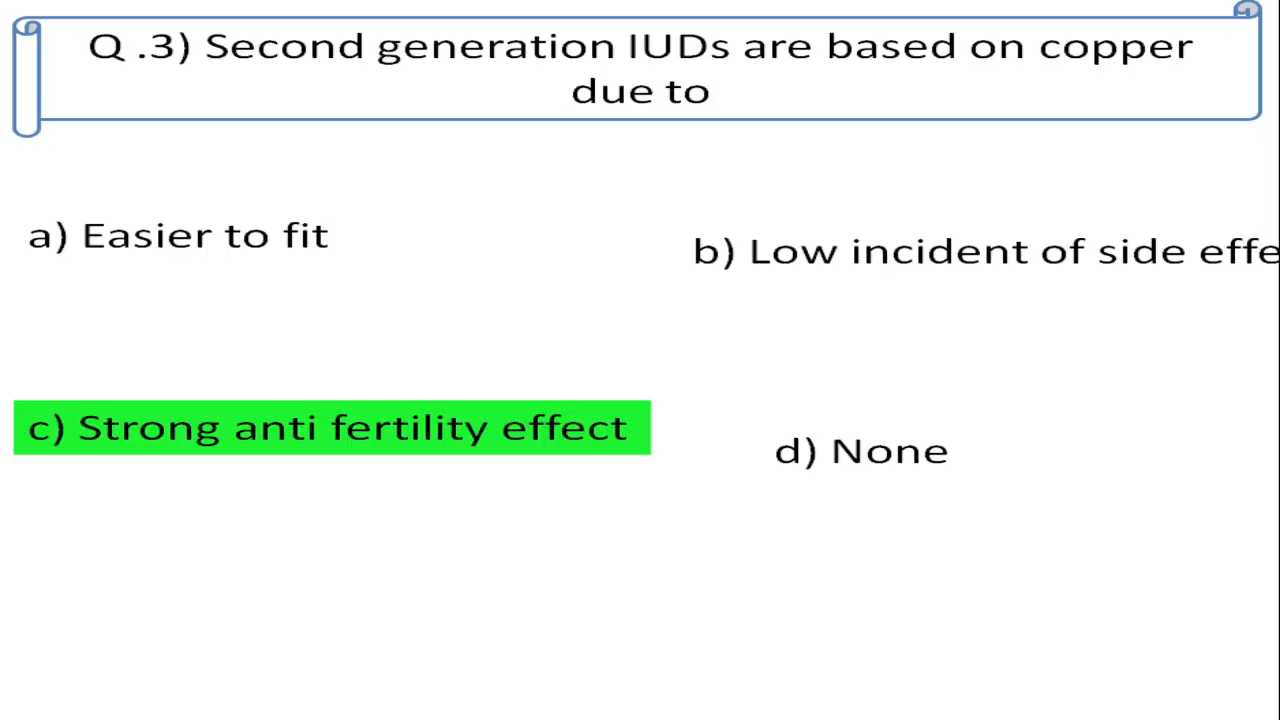 Q .3) Second generation IUDs are based on copper
due to
a) Easier to fit
b) Low incident of side effe
c) Strong anti fertility effect
d) None